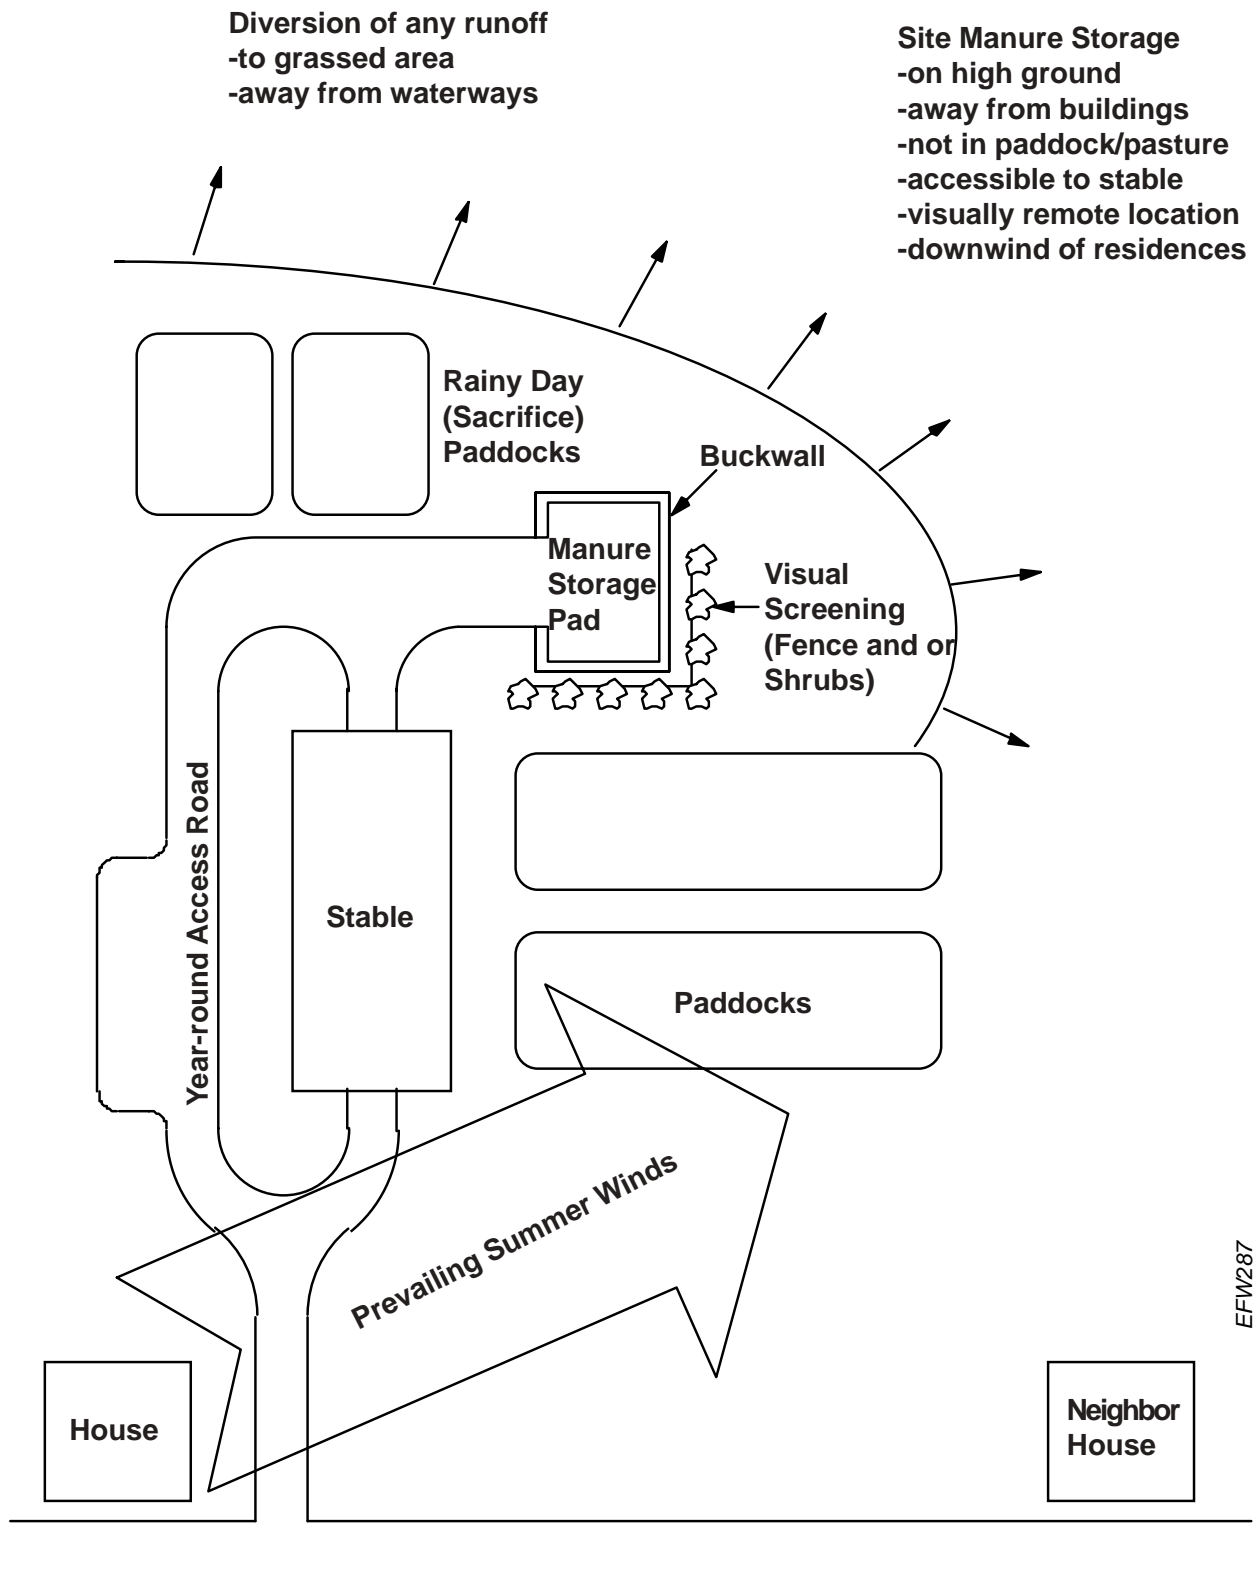 Diversion of any runoff
-to grassed area
-away from waterways
Site Manure Storage
-on high ground
-away from buildings
-not in paddock/pasture
-accessible to stable
-visually remote location
-downwind of residences
Rainy Day
(Sacrifice)
Paddocks
Buckwall
Manure
Storage
Pad
Visual
Screening
(Fence and or
Shrubs)
Year-round Access Road
Stable
Paddocks
Prevailing Summer Winds
EFW287
House
Neighbor
House